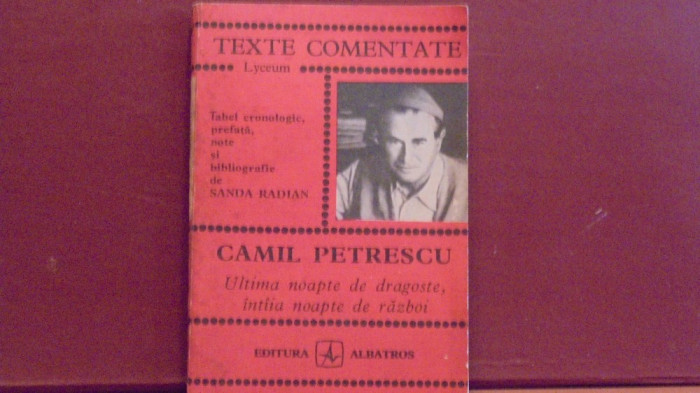 TEXTE COMENTATE
Lyceum
Tabel cronologic,
prefață,
note
și
bibliografie
de
SANDA RADIAN
CAMIL PETRESCU
Ultima noapte de dragoste,
întîia noapte de război
EDITURA A ALBATROS